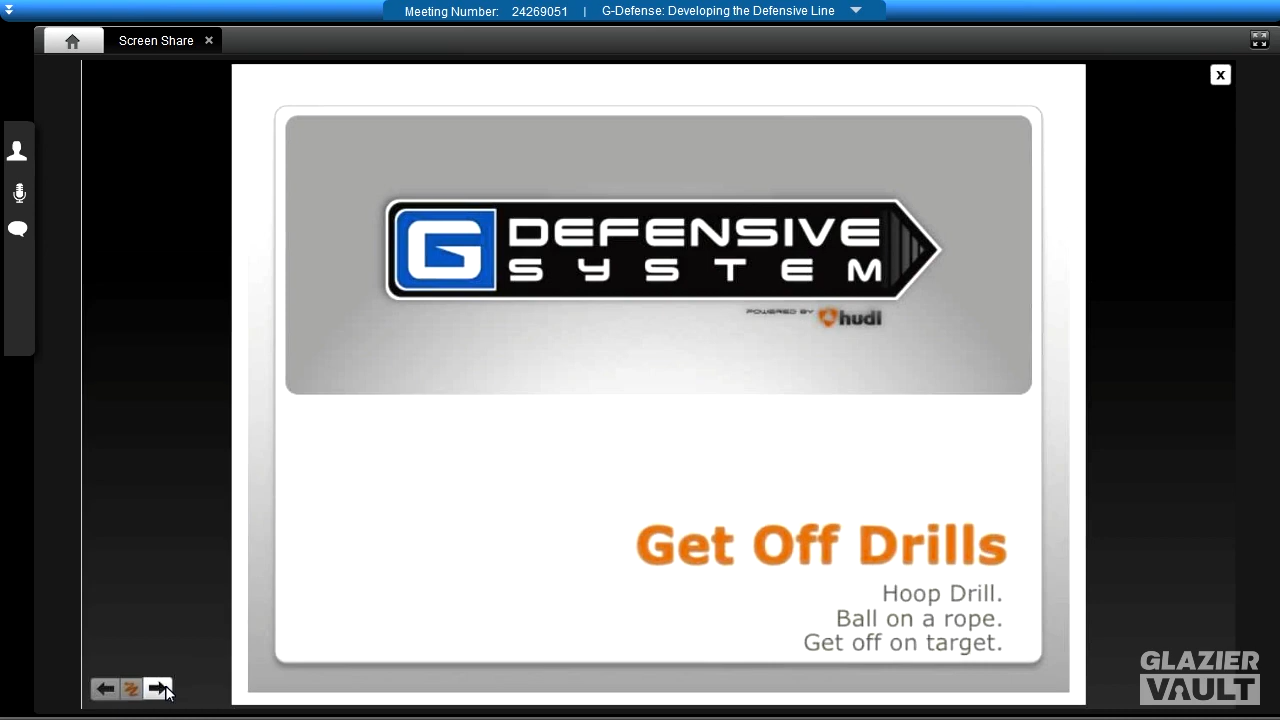 Meeting Number: 24269051 | G-Defense: Developing the Defensive Line
Screen Share
x
G DEFENSIVE
SYSTEM
POWERED BY hudl
Get Off Drills
Hoop Drill.
Ball on a rope.
Get off on target.
GLAZIER
VAULT